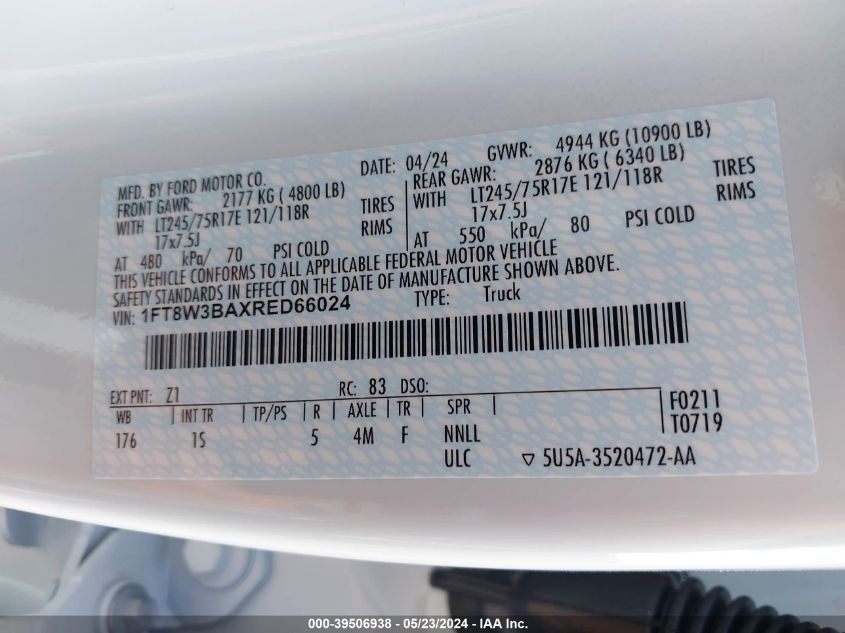 MFD. BY FORD MOTOR CO. DATE: 04/24 GVWR: 4944 KG (10900 LB)
FRONT GAWR: 2177 KG ( 4800 LB) REAR GAWR: 2876 KG ( 6340 LB)
WITH LT245/75R17E 121/118R TIRES WITH LT245/75R17E 121/118R TIRES
17x7.5J RIMS 17x7.5J RIMS
AT 480 kPa/ 70 PSI COLD AT 550 kPa/ 80 PSI COLD
THIS VEHICLE CONFORMS TO ALL APPLICABLE FEDERAL MOTOR VEHICLE
SAFETY STANDARDS IN EFFECT ON THE DATE OF MANUFACTURE SHOWN ABOVE.
VIN: 1FT8W3BAXRED66024 TYPE: Truck
EXT PNT: Z1 RC: 83 DSO:
WB INT TR TP/PS R AXLE TR SPR F0211
176 1S 5 4M F NNLL T0719
ULC 5U5A-3520472-AA
000-39506938 - 05/23/2024 - IAA Inc.